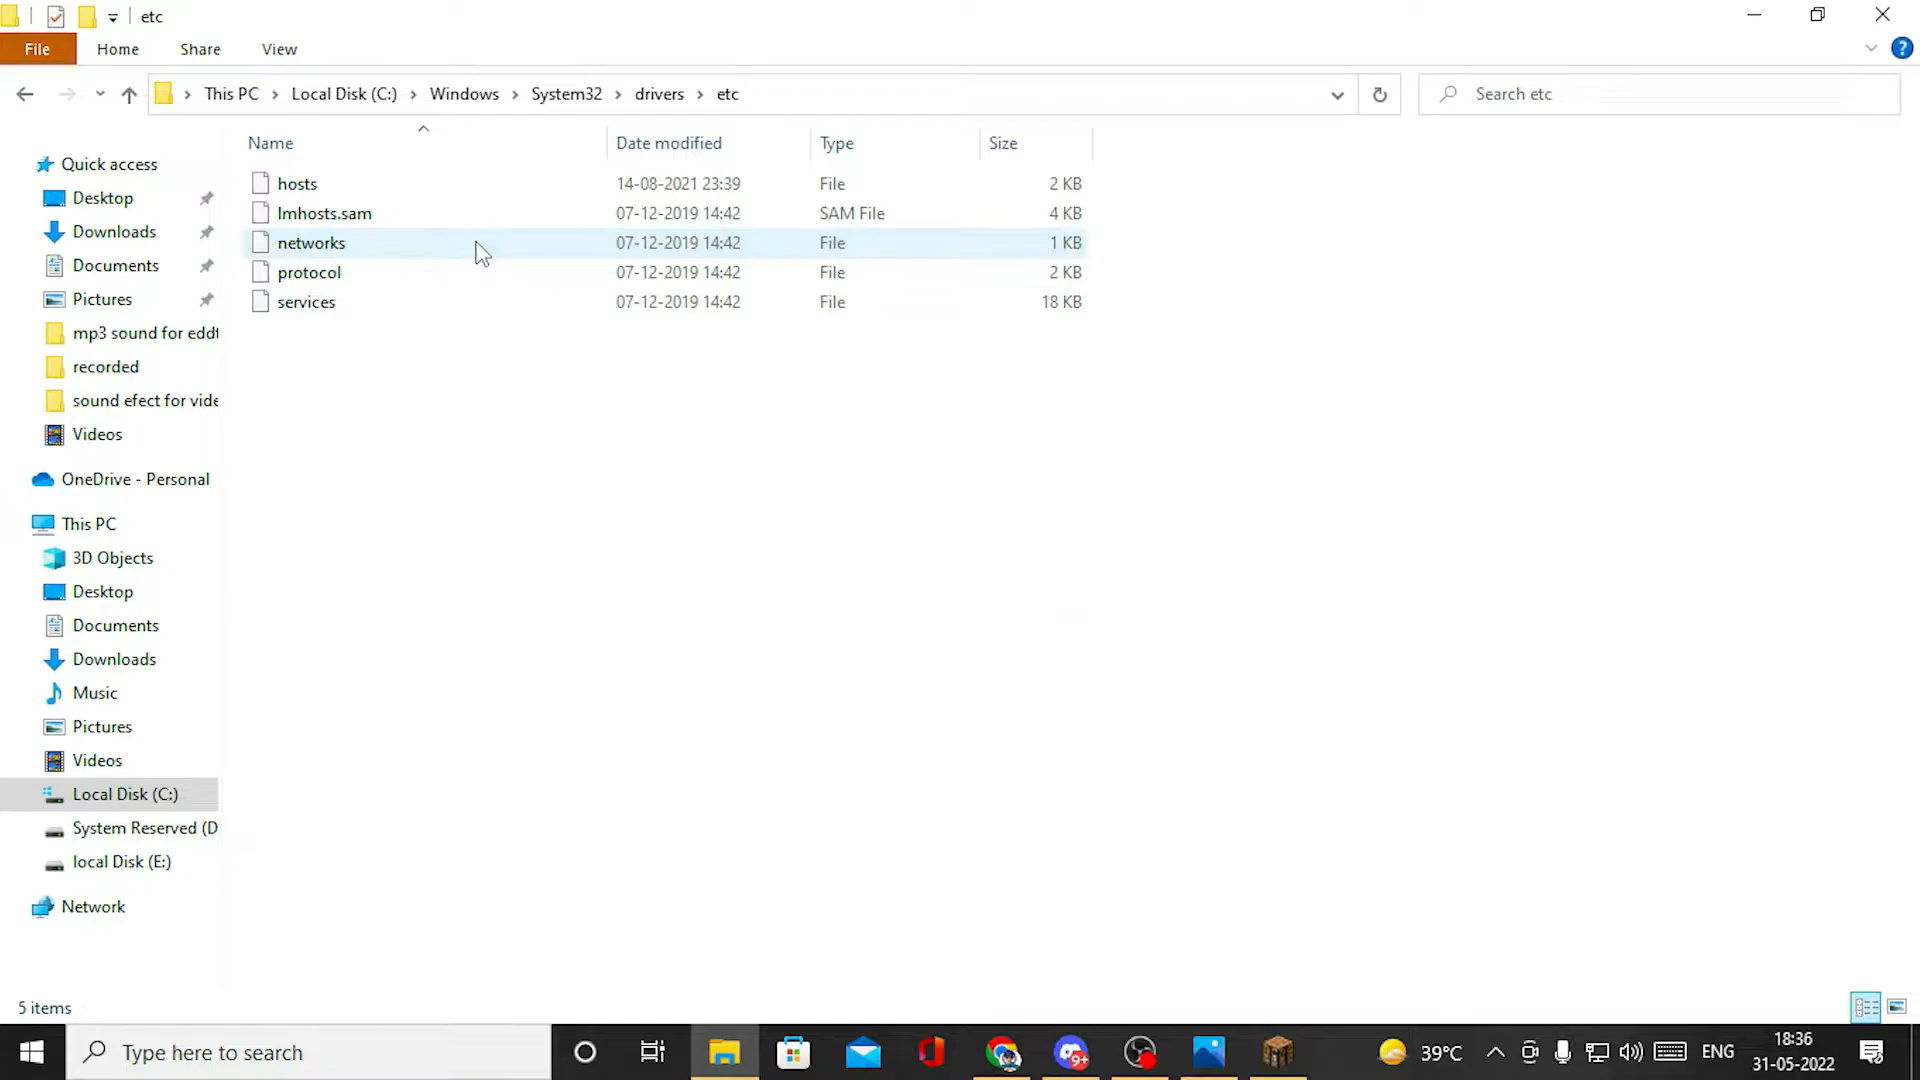 etc
File Home Share View
This PC Local Disk (C:) Windows System32 drivers etc Search etc
Name Date modified Type Size
hosts 14-08-2021 23:39 File 2 KB
lmhosts.sam 07-12-2019 14:42 SAM File 4 KB
networks 07-12-2019 14:42 File 1 KB
protocol 07-12-2019 14:42 File 2 KB
services 07-12-2019 14:42 File 18 KB
Quick access
Desktop
Downloads
Documents
Pictures
mp3 sound for eddt
recorded
sound efect for vide
Videos
OneDrive - Personal
This PC
3D Objects
Desktop
Documents
Downloads
Music
Pictures
Videos
Local Disk (C:)
System Reserved (D
local Disk (E:)
Network
5 items
Type here to search 9+ 39°C ENG 18:36
31-05-2022